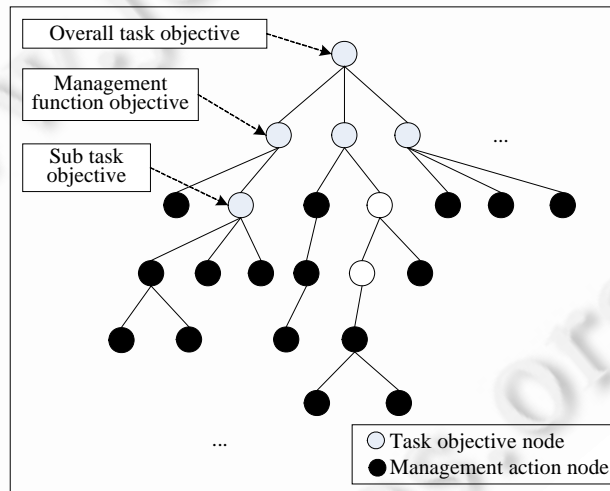 Overall task objective
Management
function objective
Sub task
objective
...
...
Task objective node
Management action node